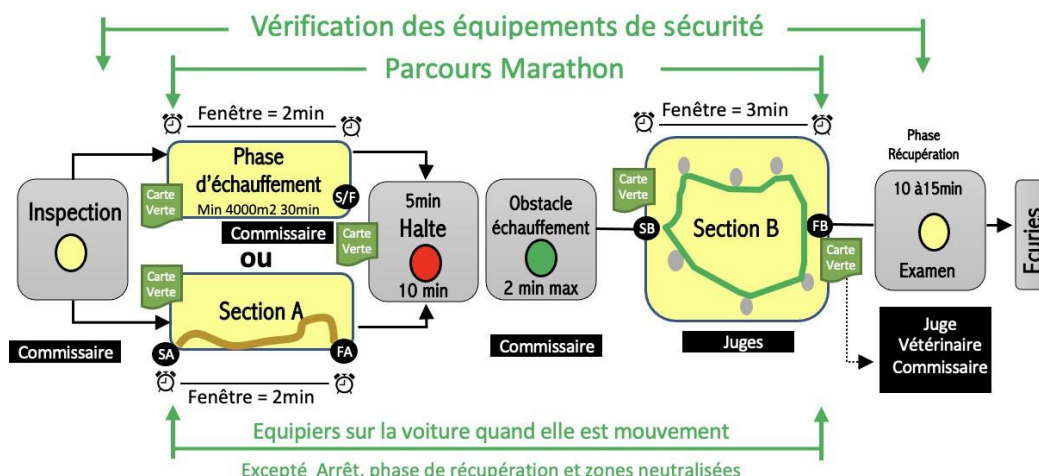 Vérification des équipements de sécurité
Parcours Marathon
Fenêtre = 2min
Fenêtre = 3min
Phase
Récupération
Inspection
Phase
d'échauffement
Min 4000m2 30min
Carte
Verte
S/F
Commissaire
ou
Carte
Verte
Section A
SA
FA
Fenêtre = 2min
Commissaire
Carte
Verte
5min
Halte
10 min
Obstacle
échauffement
2 min max
Commissaire
Carte
Verte
SB
Section B
FB
Juges
Carte
Verte
10 à15min
Examen
Ecuries
Juge
Vétérinaire
Commissaire
Equipiers sur la voiture quand elle est mouvement
Excepté Arrêt, phase de récupération et zones neutralisées